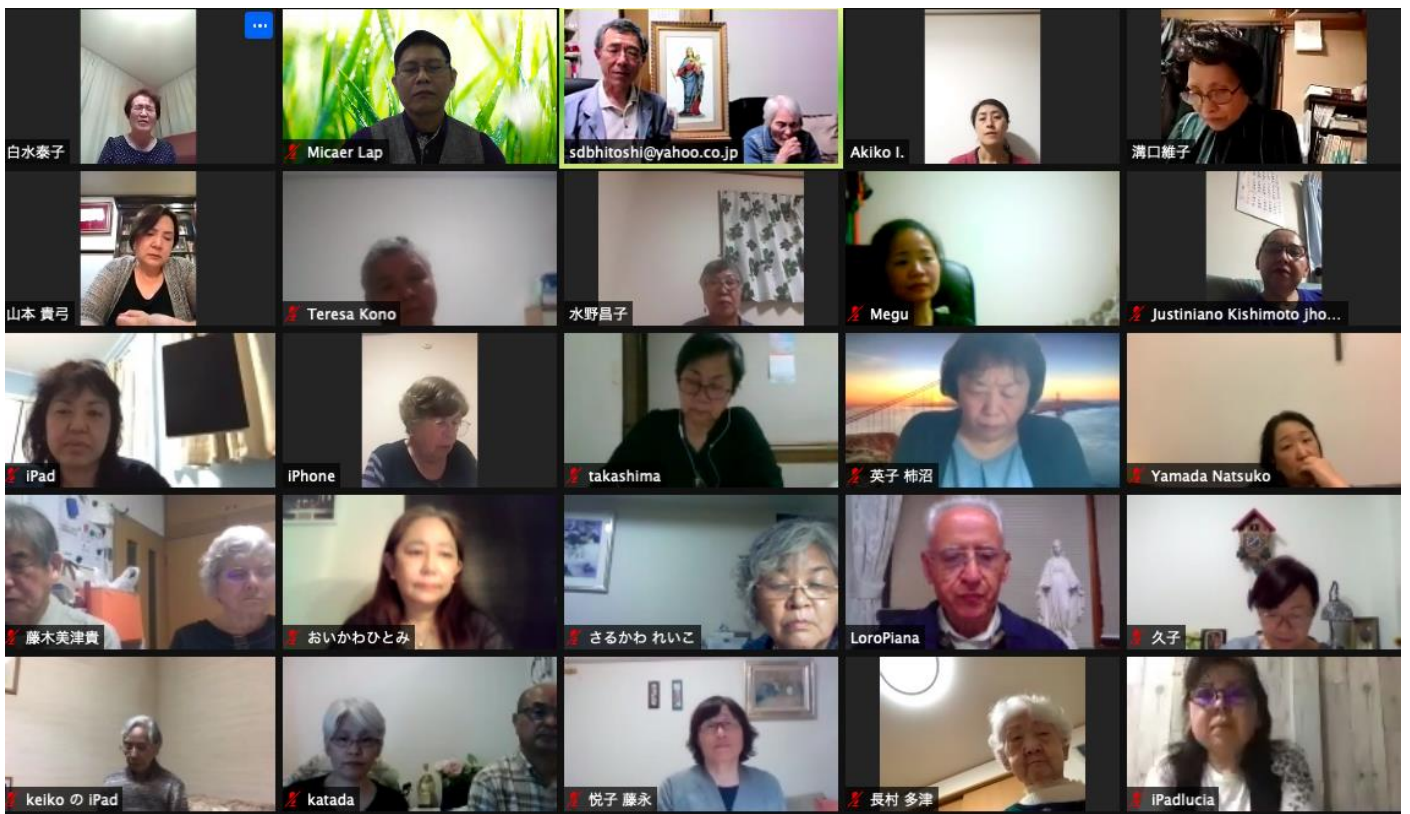 白水泰子
Micaer Lap
sdbhitoshi@yahoo.co.jp
Akiko I.
溝口維子
山本 貴弓
Teresa Kono
水野昌子
Megu
Justiniano Kishimoto jho...
iPad
iPhone
takashima
英子 柿沼
Yamada Natsuko
藤木美津貴
おいかわひとみ
さるかわ れいこ
LoroPiana
久子
keiko の iPad
katada
悦子 藤永
長村 多津
iPadlucia